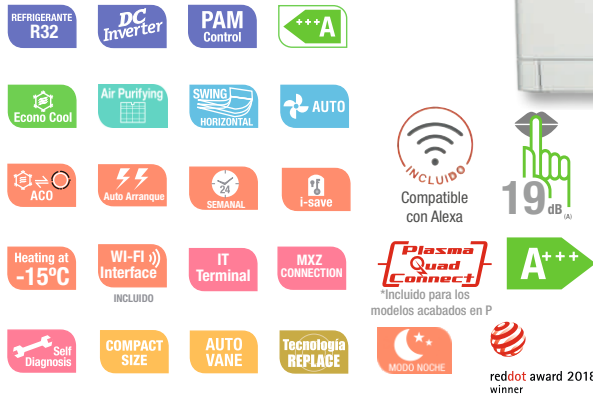 REFRIGERANTE
R32
DC
Inverter
PAM
Control
+++A
Econo Cool
Air Purifying
SWING
HORIZONTAL
AUTO
ACO
Auto Arranque
24
SEMANAL
i-save
INCLUIDO
Compatible
con Alexa
19dB
(A)
Heating at
-15ºC
WI-FI
Interface
INCLUIDO
IT
Terminal
MXZ
CONNECTION
Plasma
Quad
Connect
*Incluido para los
modelos acabados en P
A+++
Self
Diagnosis
COMPACT
SIZE
AUTO
VANE
Tecnología
REPLACE
MODO NOCHE
reddot award 2018
winner